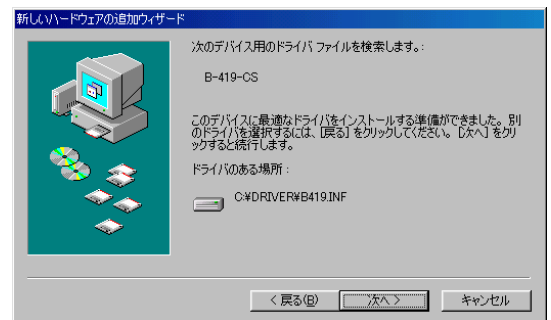 新しいハードウェアの追加ウィザード
次のデバイス用のドライバ ファイルを検索します。:
B-419-CS
このデバイスに最適なドライバをインストールする準備ができました。別
のドライバを選択するには、[戻る] をクリックしてください。[次へ] をクリ
ックすると続行します。
ドライバのある場所:
C:¥DRIVER¥B419.INF
< 戻る(B)
次へ >
キャンセル